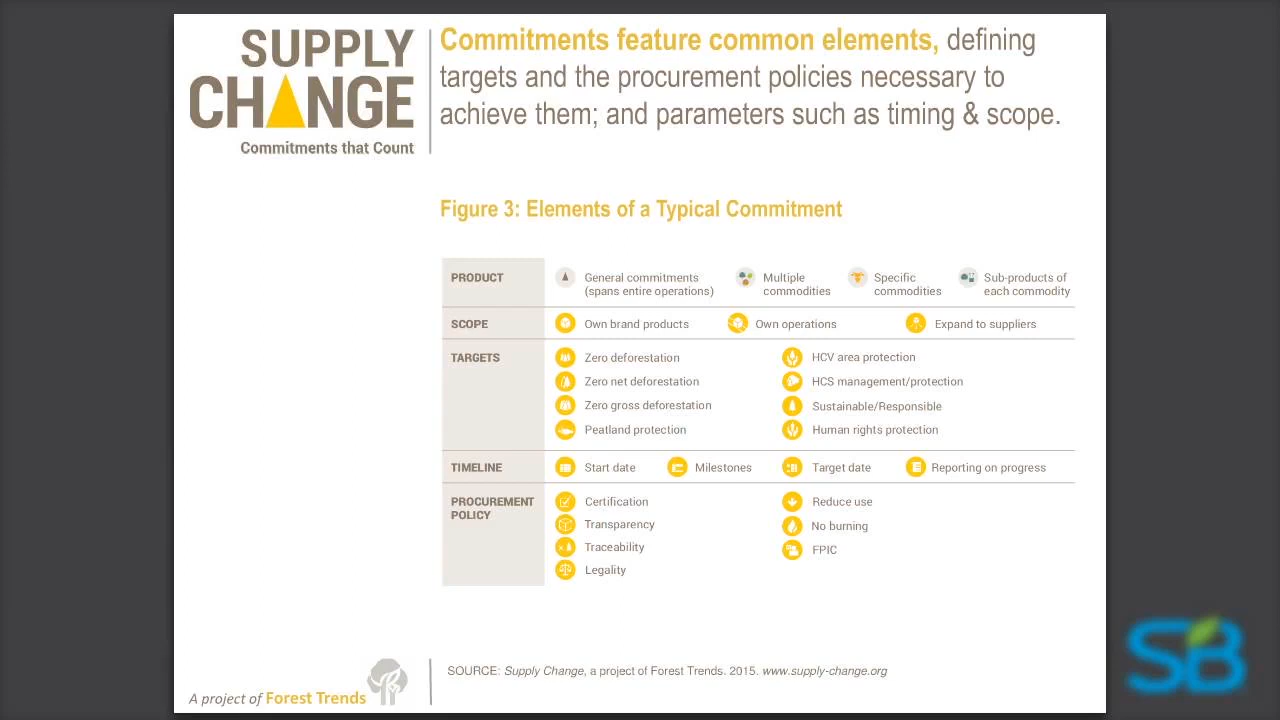 SUPPLY
CHANGE
Commitments that Count
Commitments feature common elements, defining
targets and the procurement policies necessary to
achieve them; and parameters such as timing & scope.
Figure 3: Elements of a Typical Commitment
PRODUCT
General commitments
(spans entire operations)
Multiple
commodities
Specific
commodities
Sub-products of
each commodity
SCOPE
Own brand products
Own operations
Expand to suppliers
TARGETS
Zero deforestation
HCV area protection
Zero net deforestation
HCS management/protection
Zero gross deforestation
Sustainable/Responsible
Peatland protection
Human rights protection
TIMELINE
Start date
Milestones
Target date
Reporting on progress
PROCUREMENT
POLICY
Certification
Reduce use
Transparency
No burning
Traceability
FPIC
Legality
SOURCE: Supply Change, a project of Forest Trends. 2015. www.supply-change.org
A project of Forest Trends
SB